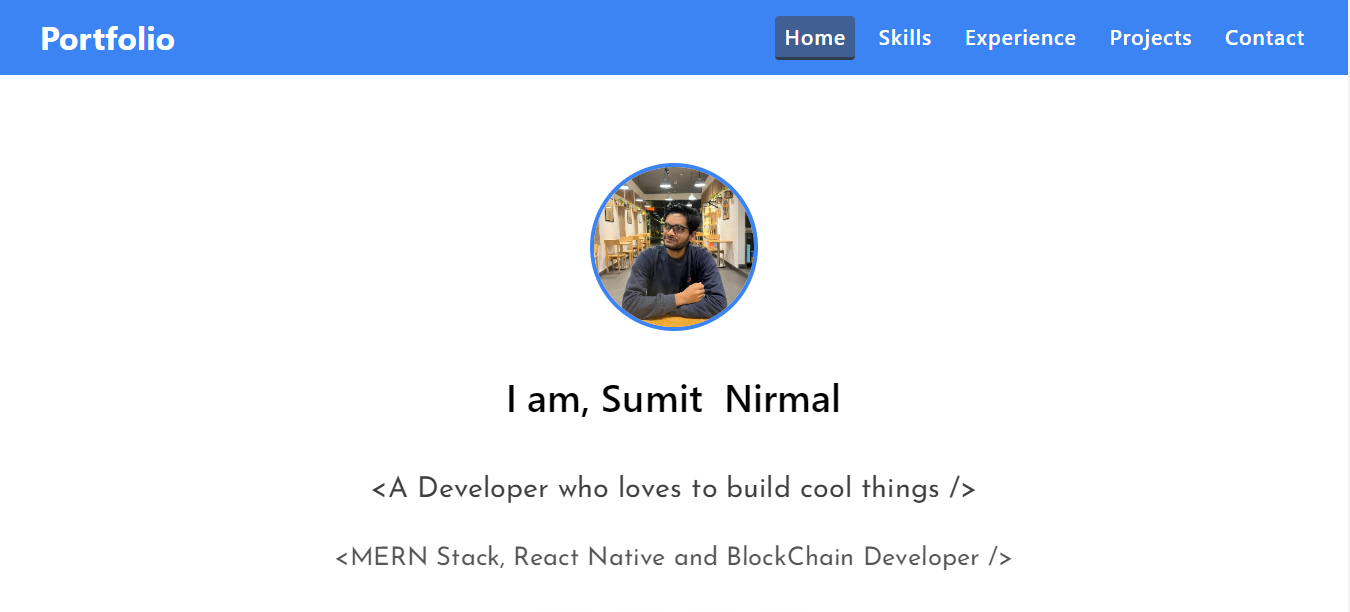 Portfolio Home Skills Experience Projects Contact
I am, Sumit  Nirmal
<A Developer who loves to build cool things />
<MERN Stack, React Native and BlockChain Developer />